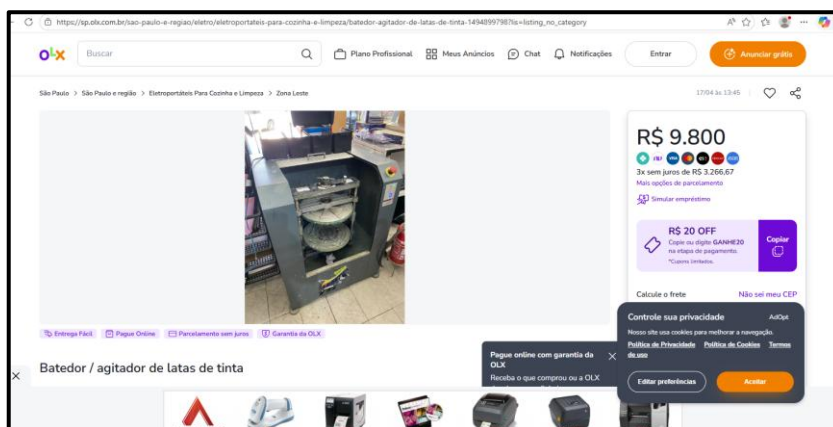 https://sp.olx.com.br/sao-paulo-e-regiao/eletro/eletroportateis-para-cozinha-e-limpeza/batedor-agitador-de-latas-de-tinta-1494899798?lis=listing_no_category
olx
Buscar
Plano Profissional
Meus Anúncios
Chat
Notificações
Entrar
Anunciar grátis
São Paulo > São Paulo e região > Eletroportáteis Para Cozinha e Limpeza > Zona Leste
17/04 às 13:45
R$ 9.800
3x sem juros de R$ 3.266,67
Mais opções de parcelamento
Simular empréstimo
R$ 20 OFF
Copie ou digite GANHE20
na etapa de pagamento.
*Cupons limitados.
Copiar
Calcule o frete
Não sei meu CEP
Entrega Fácil
Pague Online
Parcelamento sem juros
Garantia da OLX
Batedor / agitador de latas de tinta
Pague online com garantia da
OLX
Receba o que comprou ou a OLX
Controle sua privacidade
AdOpt
Nosso site usa cookies para melhorar a navegação.
Política de Privacidade Política de Cookies Termos
de uso
Editar preferências
Aceitar